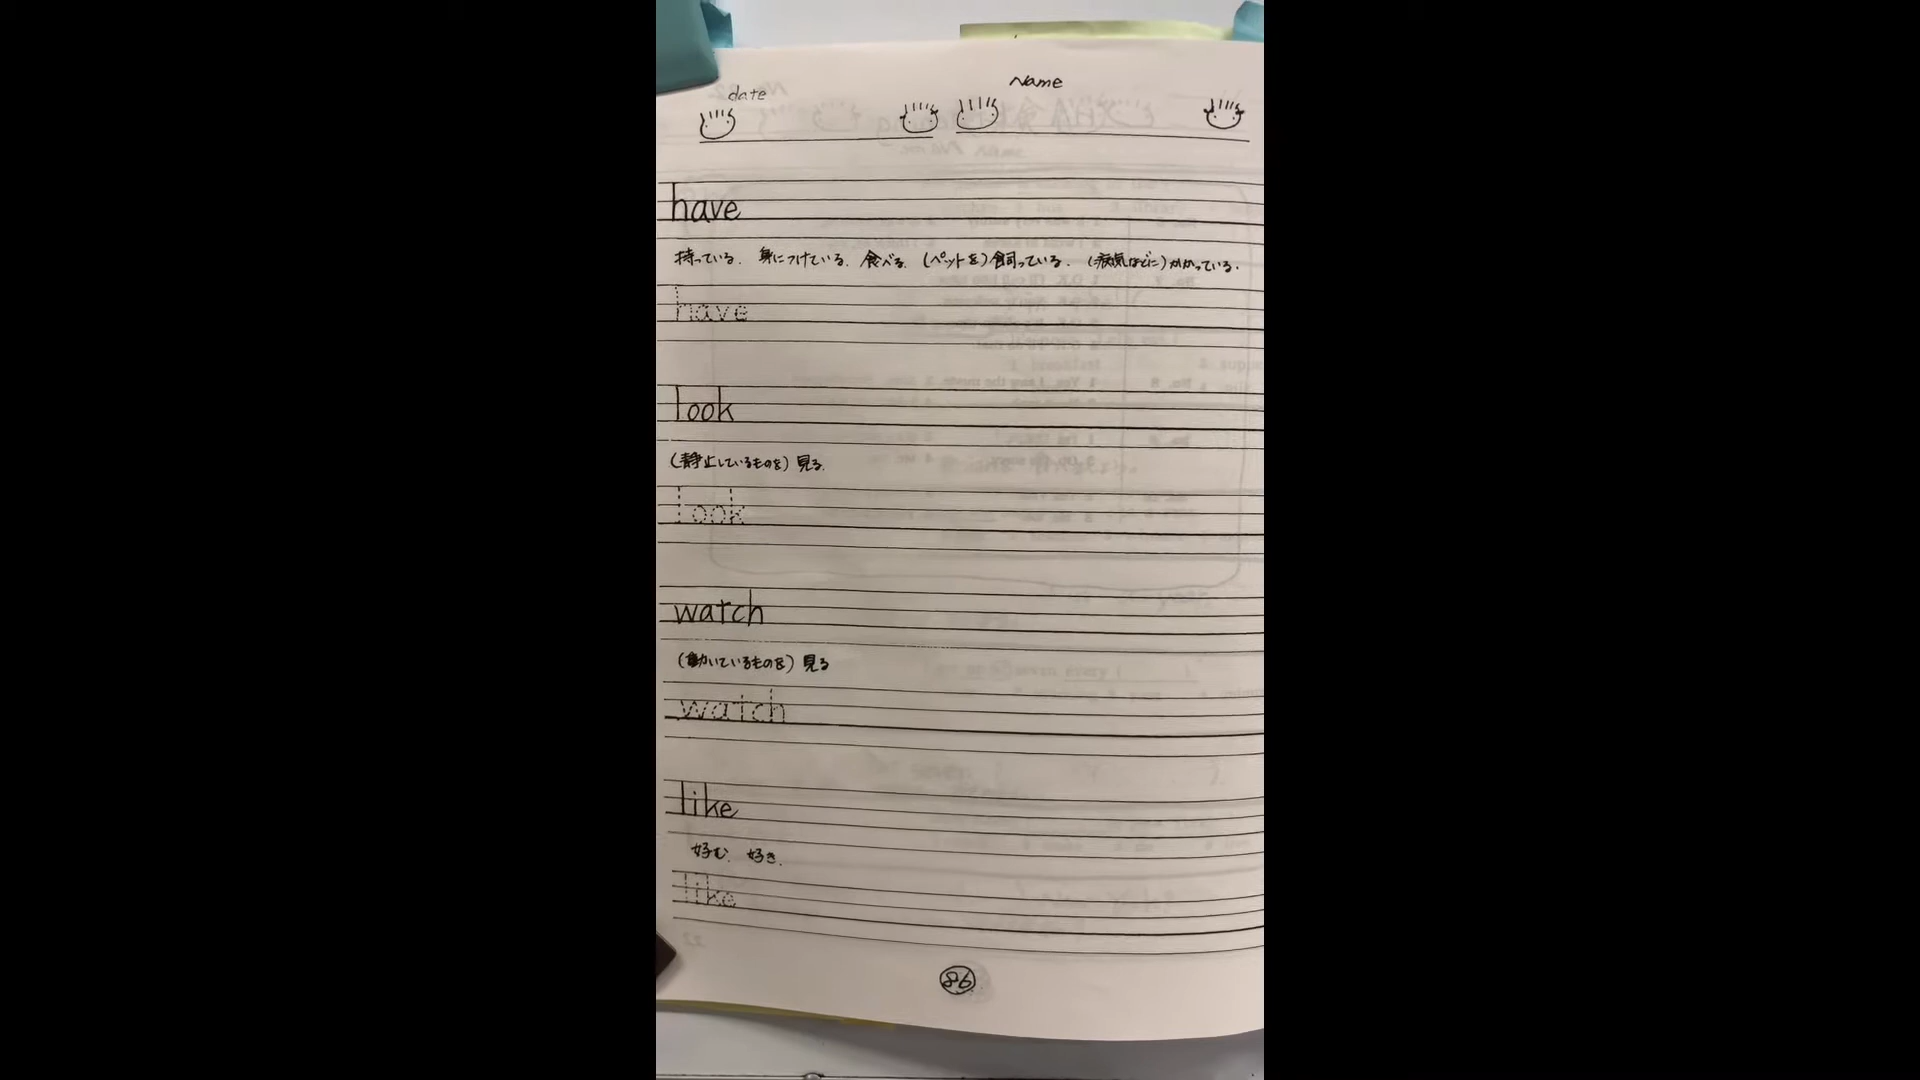 date
Name
have
持っている. 身につけている. 食べる. (ペットを)飼っている. (病気などに)かかっている.
have
look
(静止しているものを) 見る.
look
watch
(動いているものを) 見る
watch
like
好む. 好き.
like
86